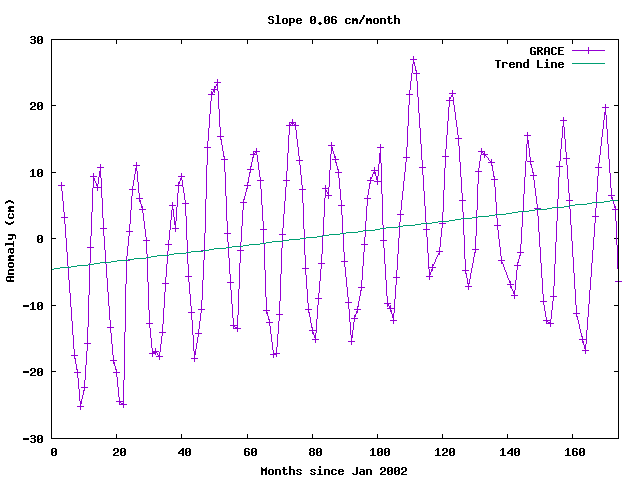 Slope 0.06 cm/month
GRACE
Trend Line
30
20
10
0
-10
-20
-30
Anomaly (cm)
0 20 40 60 80 100 120 140 160
Months since Jan 2002